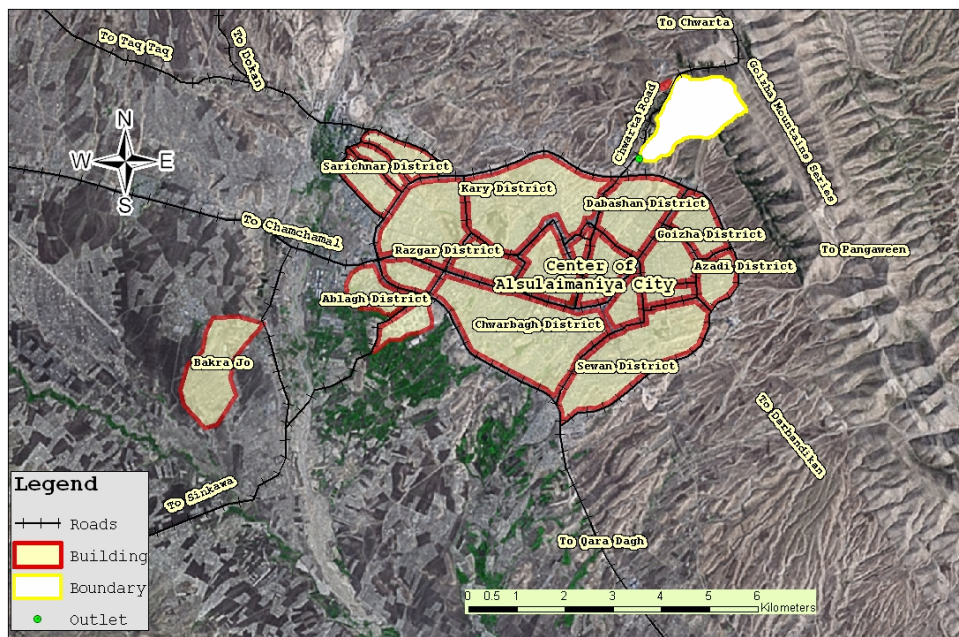 To Chwarta
To Taq Taq
To Dokan
Goizha Mountains Series
Chwarta Road
N
W
E
S
Sarichnar District
Kary District
Dabashan District
To Chamchamal
Goizha District
Razgar District
To Pangaween
Center of
Alsulaimaniya City
Azadi District
Ablagh District
Chwarbagh District
Bakra Jo
Sewan District
To Darbandikan
To Sinkawa
To Qara Dagh
Legend
Roads
Building
Boundary
Outlet
0 0.5 1 2 3 4 5 6
Kilometers